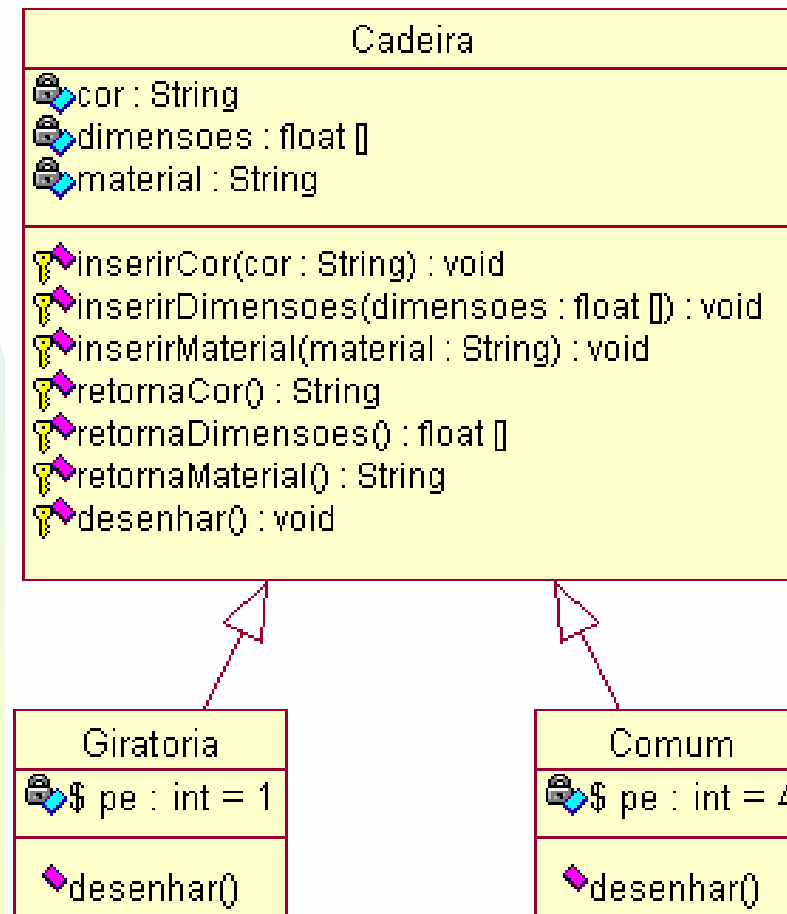 Cadeira
cor : String
dimensoes : float []
material : String
inserirCor(cor : String) : void
inserirDimensoes(dimensoes : float []) : void
inserirMaterial(material : String) : void
retornaCor() : String
retornaDimensoes() : float []
retornaMaterial() : String
desenhar() : void
Giratoria
$ pe : int = 1
desenhar()
Comum
$ pe : int = 4
desenhar()